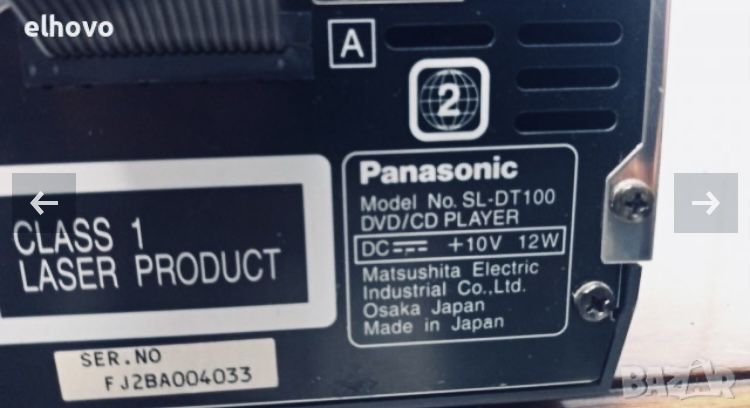 elhovo
A
2
Panasonic
Model No. SL-DT100
DVD/CD PLAYER
DC +10V 12W
Matsushita Electric
Industrial Co.,Ltd.
Osaka Japan
Made in Japan
CLASS 1
LASER PRODUCT
SER.NO
FJ2BA004033
BAZAR